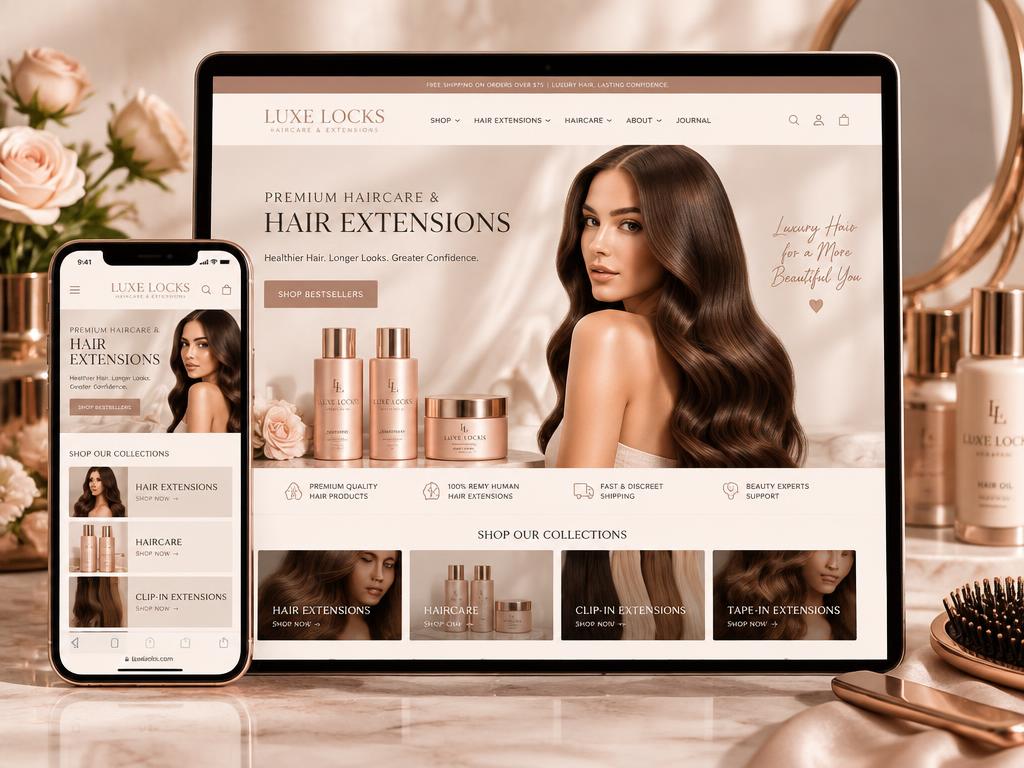 FREE SHIPPING ON ORDERS OVER $75 | LUXURY HAIR. LASTING CONFIDENCE.
LUXE LOCKS
HAIRCARE & EXTENSIONS
SHOP
HAIR EXTENSIONS
HAIRCARE
ABOUT
JOURNAL
PREMIUM HAIRCARE &
HAIR EXTENSIONS
Healthier Hair. Longer Looks. Greater Confidence.
SHOP BESTSELLERS
Luxury Hair
for a More
Beautiful You
LL
LUXE LOCKS
LL
LUXE LOCKS
LUXE LOCKS
PREMIUM QUALITY
HAIR PRODUCTS
100% REMY HUMAN
HAIR EXTENSIONS
FAST & DISCREET
SHIPPING
BEAUTY EXPERTS
SUPPORT
SHOP OUR COLLECTIONS
HAIR EXTENSIONS
SHOP NOW →
HAIRCARE
SHOP
CLIP-IN EXTENSIONS
SHOP NOW →
TAPE-IN EXTENSIONS
SHOP NOW →
9:41
LUXE LOCKS
HAIRCARE & EXTENSIONS
PREMIUM HAIRCARE &
HAIR
EXTENSIONS
Healthier Hair. Longer Looks.
Greater Confidence.
SHOP BESTSELLERS
SHOP OUR COLLECTIONS
HAIR EXTENSIONS
SHOP NOW →
HAIRCARE
SHOP NOW →
CLIP-IN EXTENSIONS
SHOP NOW →
LL
LUXE LOCKS
HAIR OIL